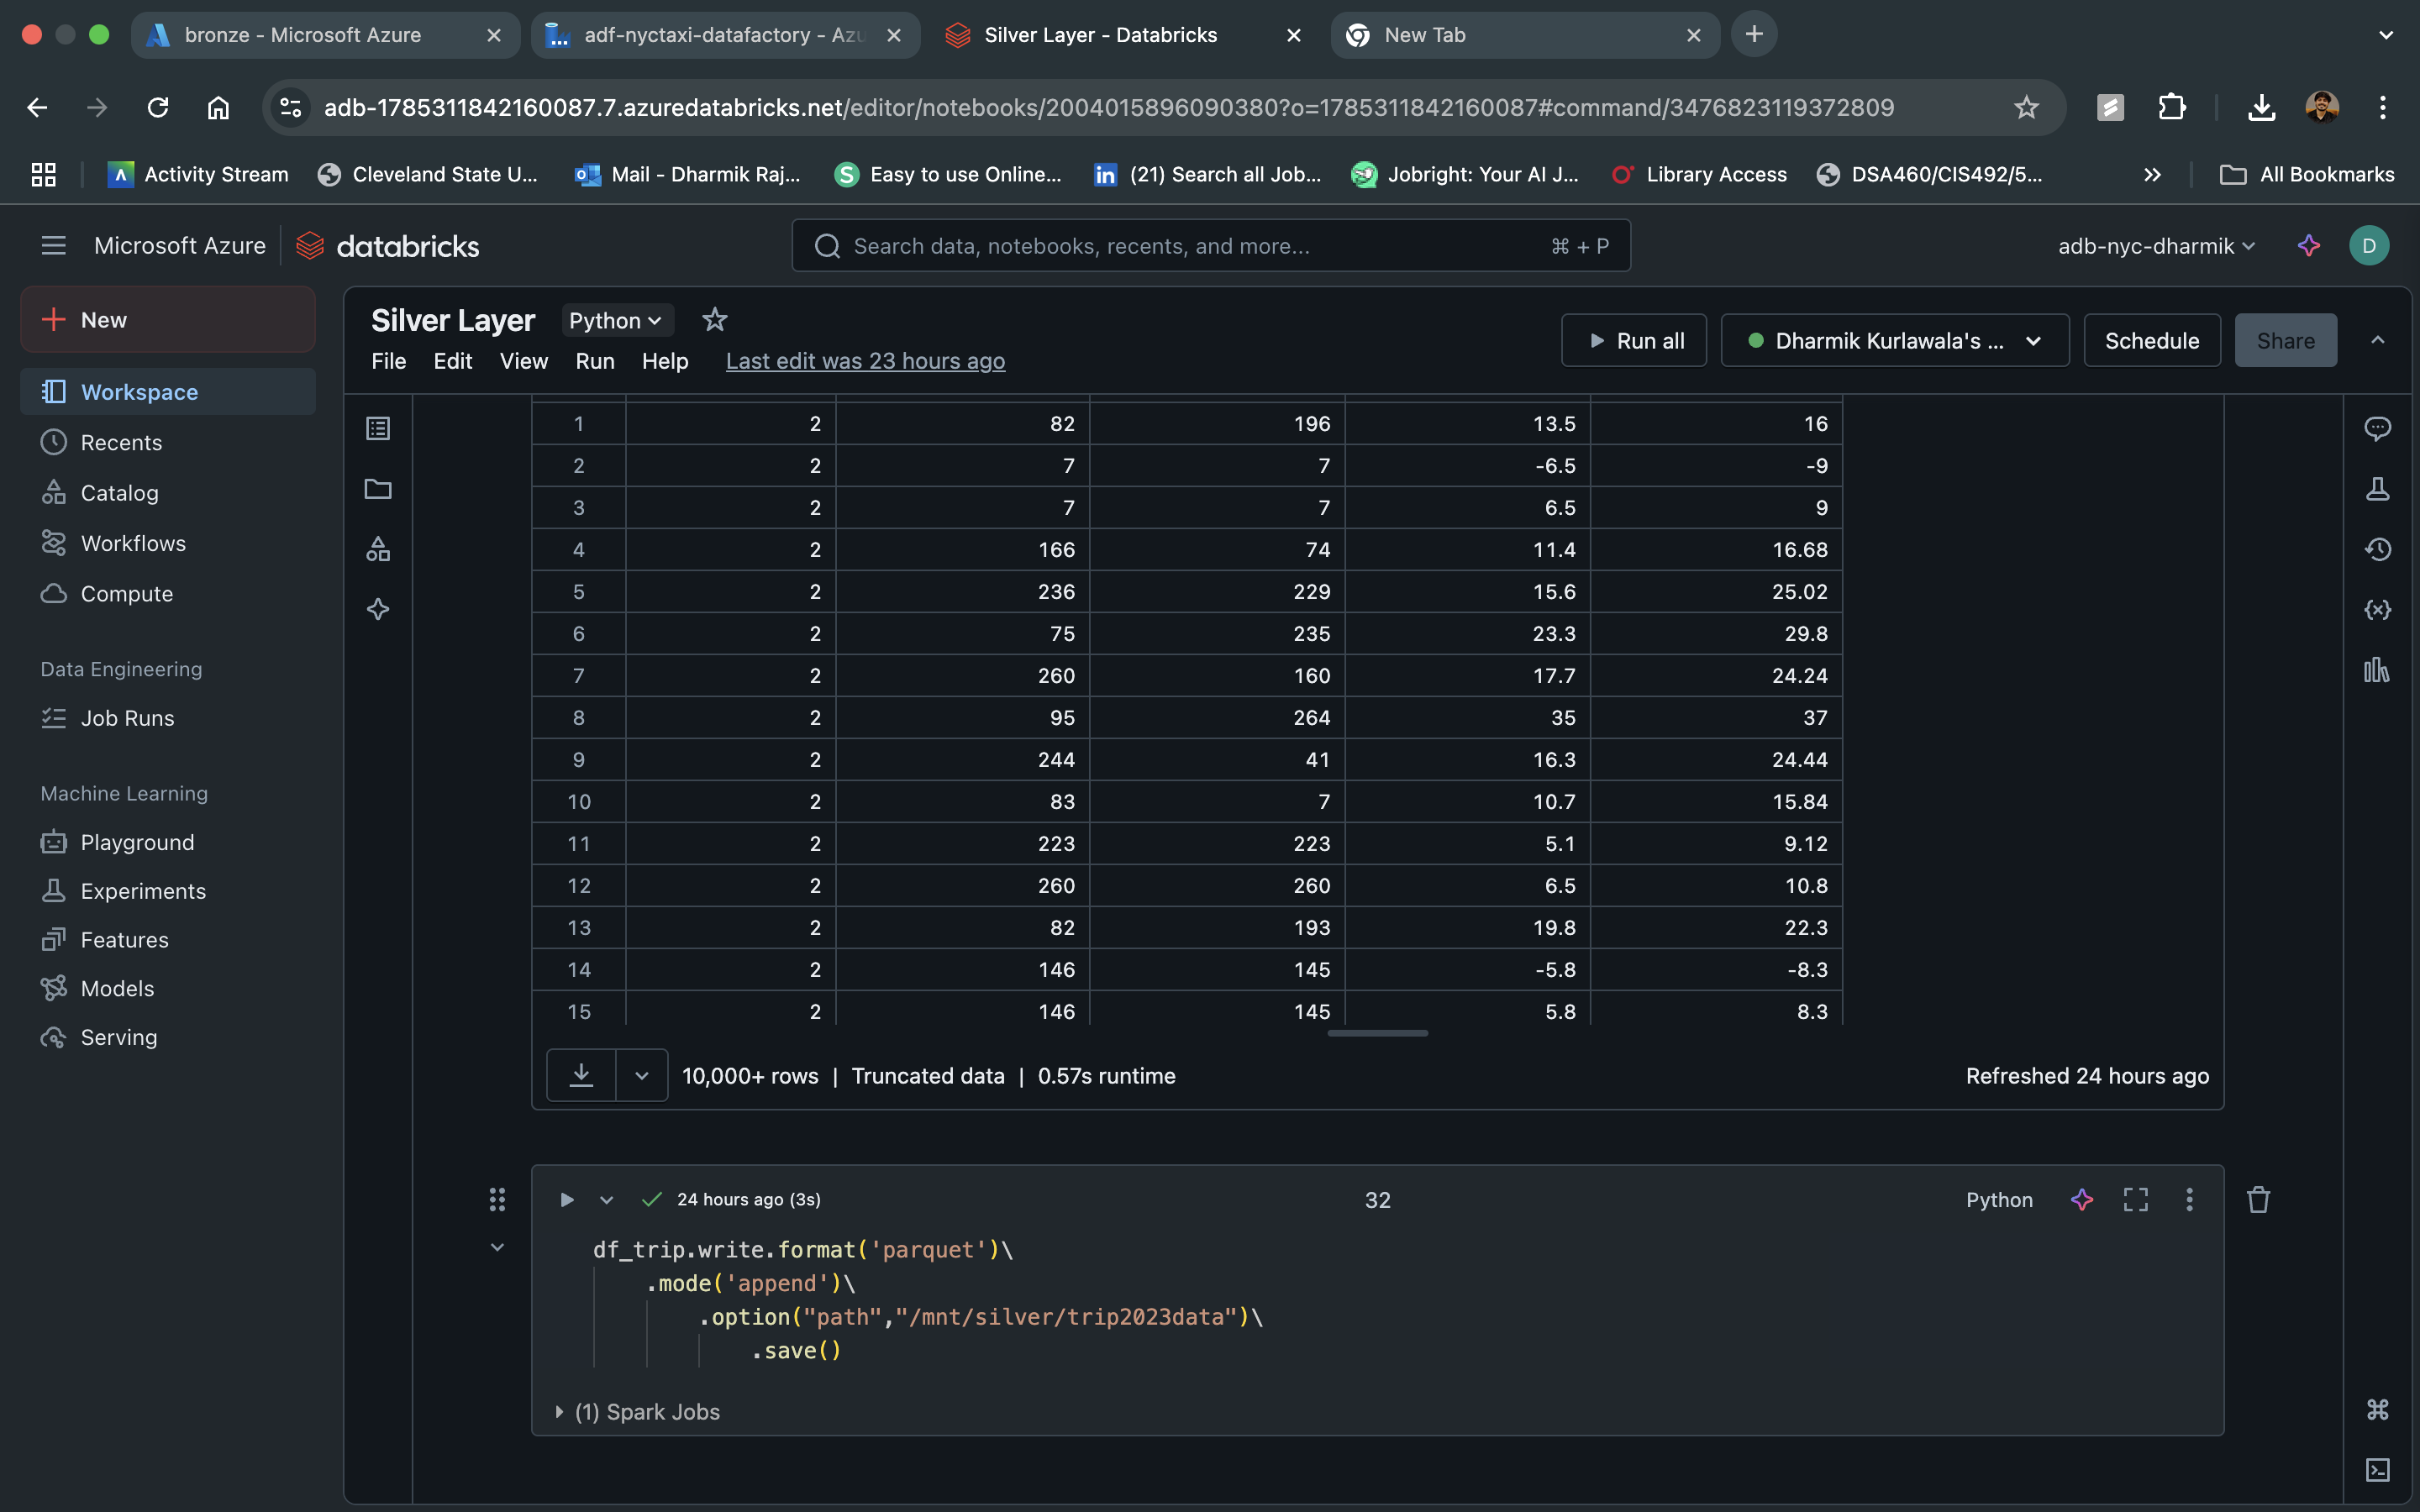 bronze - Microsoft Azure
adf-nyctaxi-datafactory - Azu
Silver Layer - Databricks
New Tab
adb-1785311842160087.7.azuredatabricks.net/editor/notebooks/2004015896090380?o=1785311842160087#command/3476823119372809
Activity Stream
Cleveland State U...
Mail - Dharmik Raj...
Easy to use Online...
(21) Search all Job...
Jobright: Your AI J...
Library Access
DSA460/CIS492/5...
All Bookmarks
Microsoft Azure
databricks
Search data, notebooks, recents, and more...
⌘ + P
adb-nyc-dharmik
D
New
Workspace
Recents
Catalog
Workflows
Compute
Data Engineering
Job Runs
Machine Learning
Playground
Experiments
Features
Models
Serving
Silver Layer
Python
File Edit View Run Help Last edit was 23 hours ago
Run all
Dharmik Kurlawala's ...
Schedule
Share
1 2 82 196 13.5 16
2 2 7 7 -6.5 -9
3 2 7 7 6.5 9
4 2 166 74 11.4 16.68
5 2 236 229 15.6 25.02
6 2 75 235 23.3 29.8
7 2 260 160 17.7 24.24
8 2 95 264 35 37
9 2 244 41 16.3 24.44
10 2 83 7 10.7 15.84
11 2 223 223 5.1 9.12
12 2 260 260 6.5 10.8
13 2 82 193 19.8 22.3
14 2 146 145 -5.8 -8.3
15 2 146 145 5.8 8.3
10,000+ rows | Truncated data | 0.57s runtime
Refreshed 24 hours ago
24 hours ago (3s)
32
Python
df_trip.write.format('parquet')\
.mode('append')\
.option("path","/mnt/silver/trip2023data")\
.save()
(1) Spark Jobs